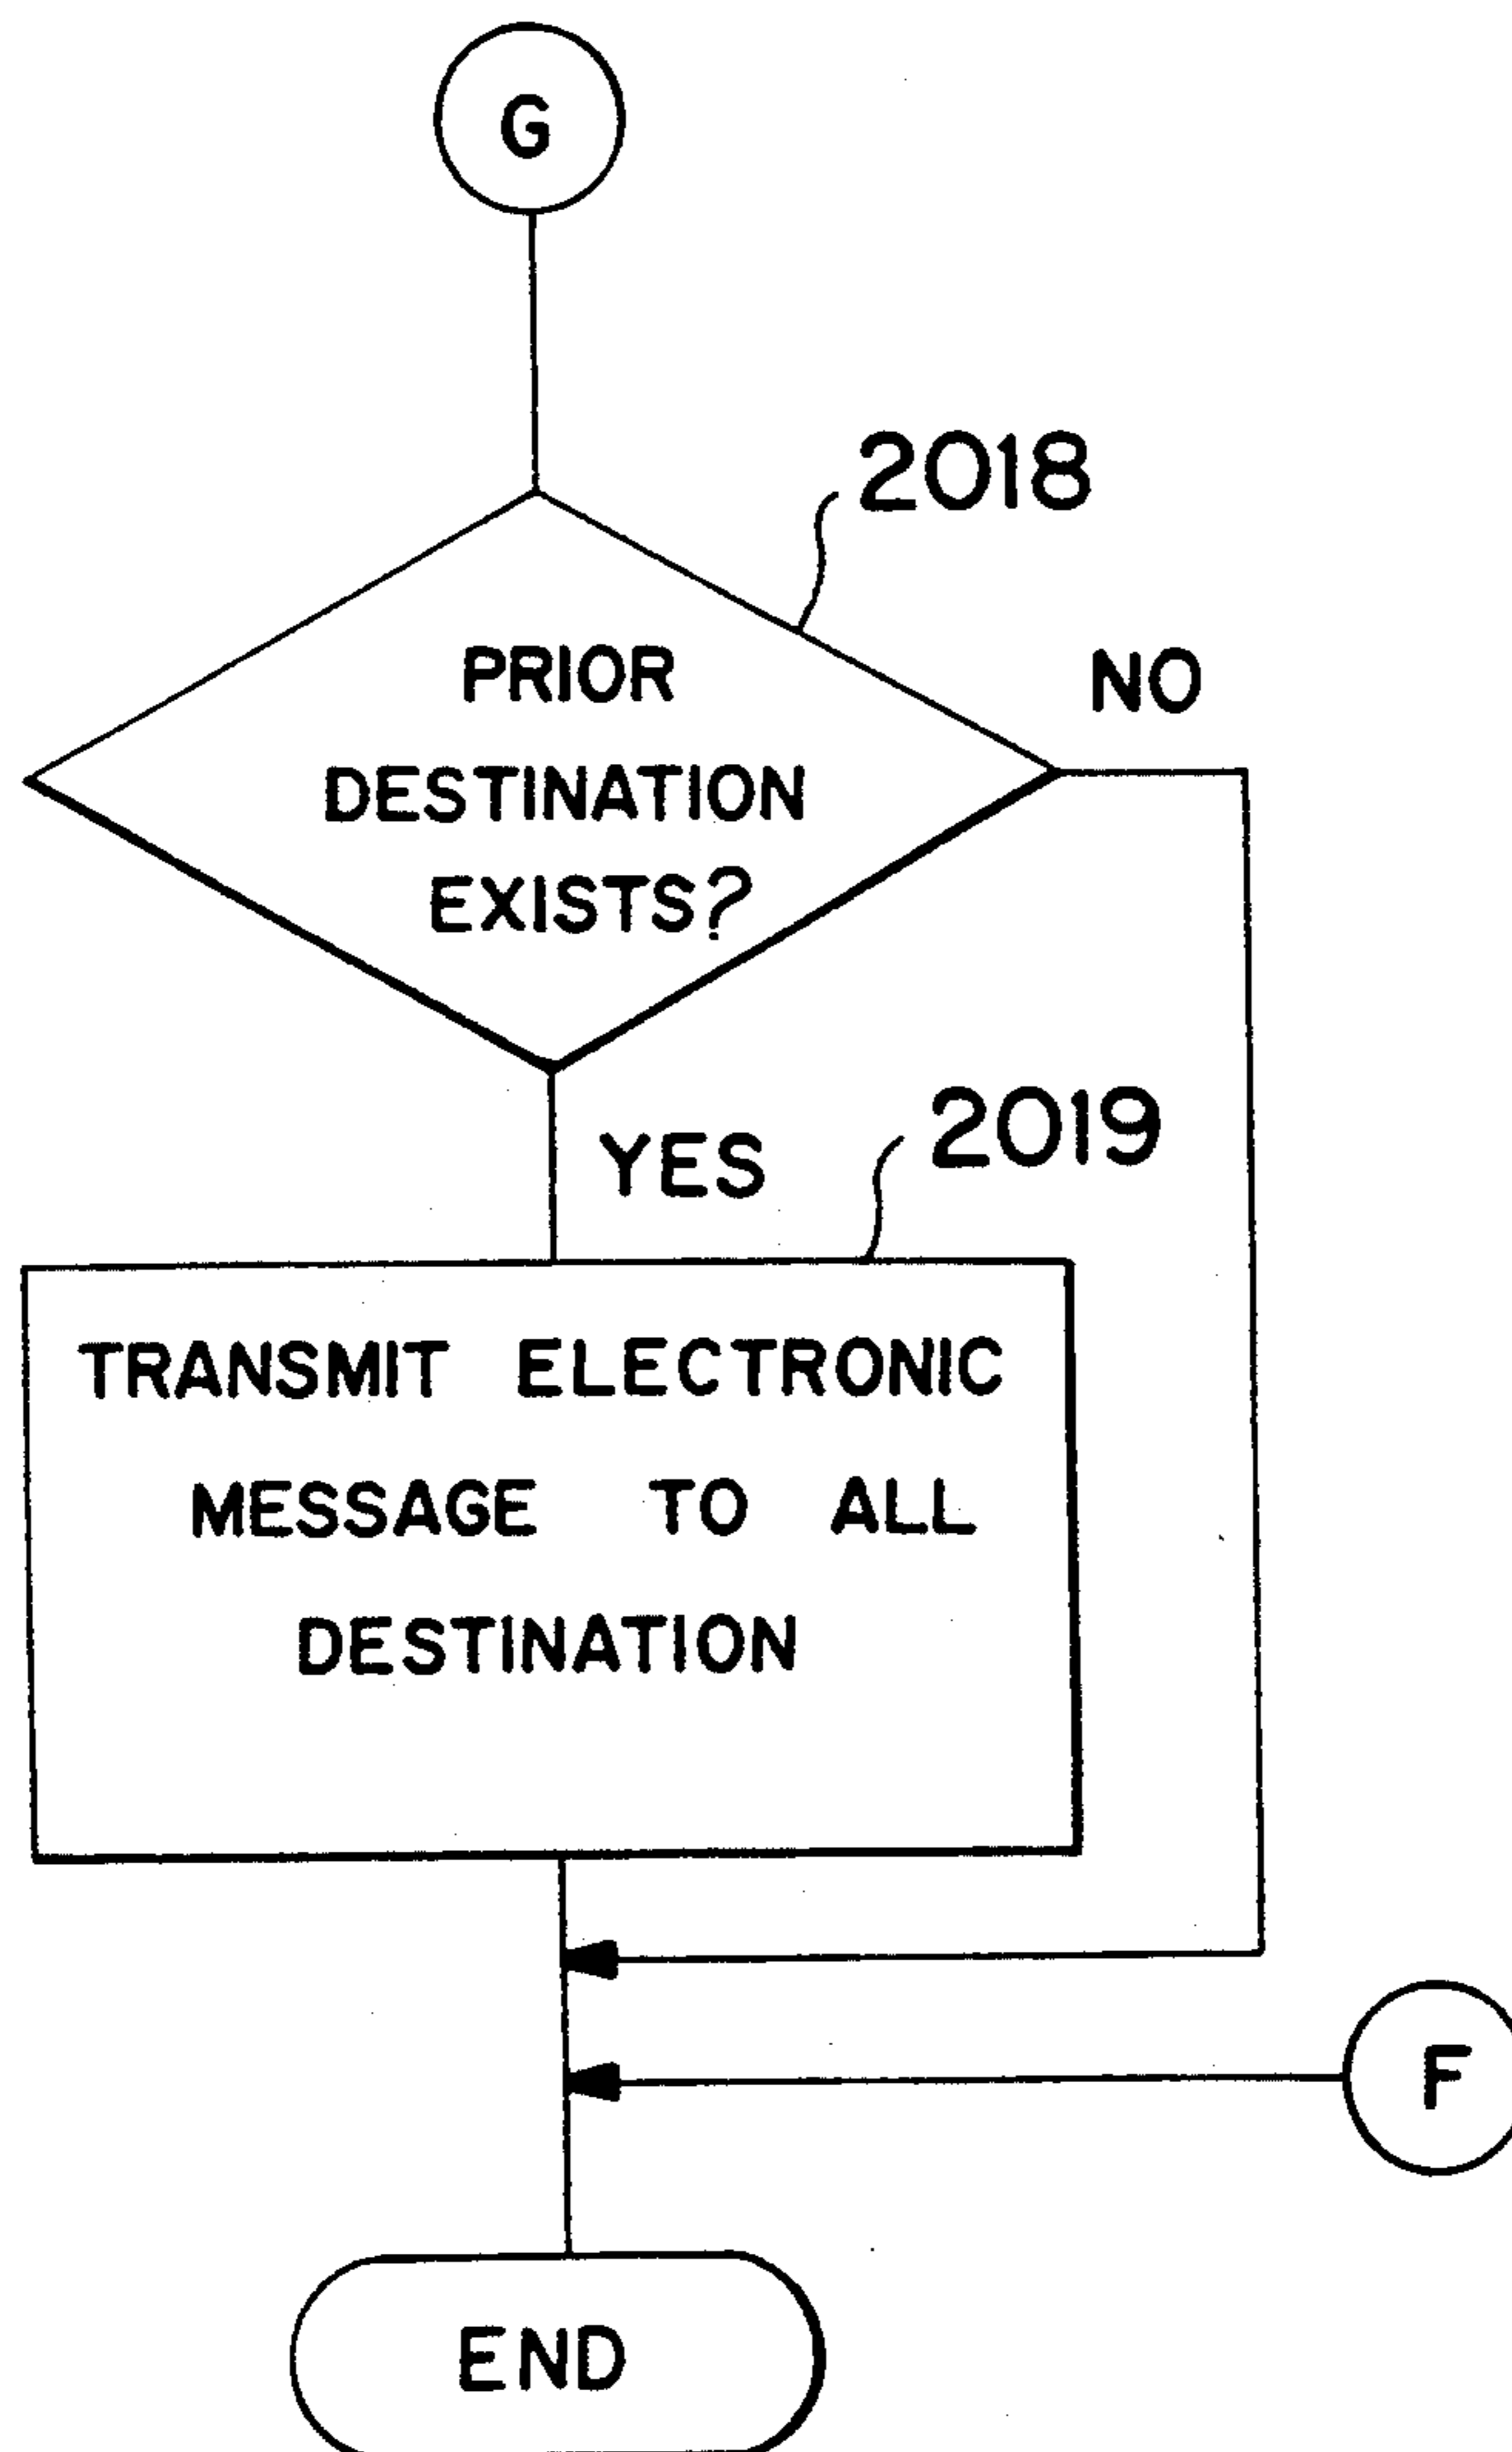 G
2018
PRIOR
DESTINATION
EXISTS?
NO
YES
2019
TRANSMIT ELECTRONIC
MESSAGE TO ALL
DESTINATION
F
END